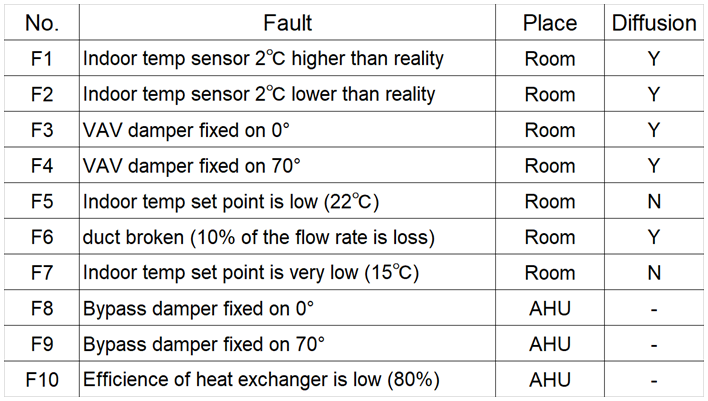 No. Fault Place Diffusion
F1 Indoor temp sensor 2℃ higher than reality Room Y
F2 Indoor temp sensor 2℃ lower than reality Room Y
F3 VAV damper fixed on 0° Room Y
F4 VAV damper fixed on 70° Room Y
F5 Indoor temp set point is low (22℃) Room N
F6 duct broken (10% of the flow rate is loss) Room Y
F7 Indoor temp set point is very low (15℃) Room N
F8 Bypass damper fixed on 0° AHU -
F9 Bypass damper fixed on 70° AHU -
F10 Efficience of heat exchanger is low (80%) AHU -